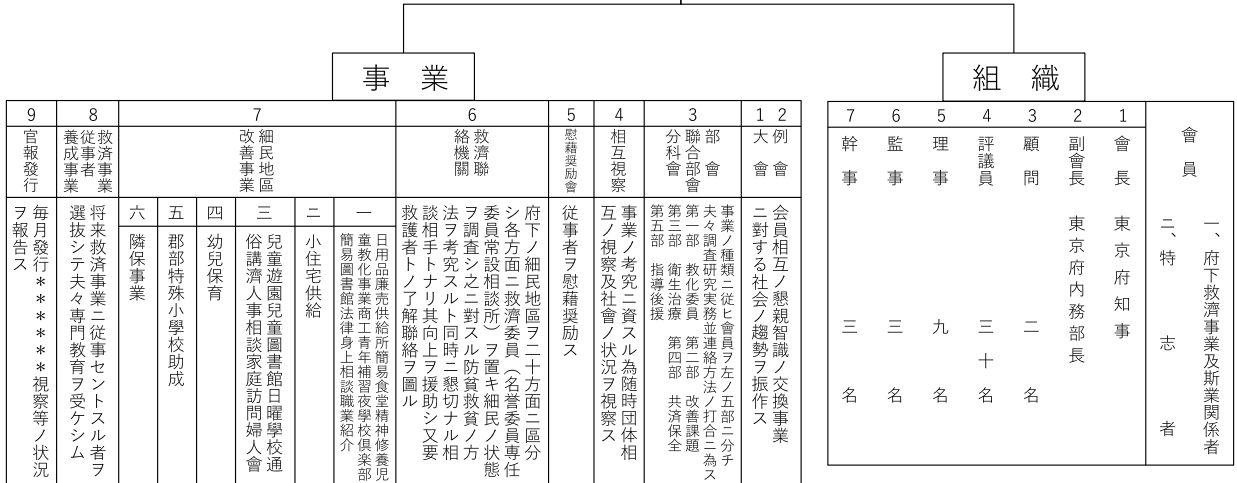 組織
會員
一、府下救済事業及斯業関係者
二、特志者
1
會長
東京府知事
2
副會長
東京府内務部長
3
顧問
二名
4
評議員
三十名
5
理事
九名
6
監事
三名
7
幹事
三名
事業
1
大會
2
例會
会員相互ノ懇親智識ノ交換事業
ニ對する社会ノ趨勢ヲ振作ス
3
部會
聯合部會
分科會
事業ノ種類ニ従ヒ會員ヲ左ノ五部ニ分チ
夫々調査研究実務並連絡方法ノ打合ニ為ス
第一部 教化委員 第二部 改善課題
第三部 衛生治療 第四部 共済保全
第五部 指導後援
4
相互視察
事業ノ考究ニ資スル為随時団体相
互ノ視察及社会ノ状況ヲ視察ス
5
慰藉奨励會
従事者ヲ慰藉奨励ス
6
救濟聯
絡機關
府下ノ細民地區ヲ二十方面ニ區分
シ各方面ニ救濟委員（名誉委員専任
委員常設相談所）ヲ置キ細民ノ状態
ヲ調査シ之ニ對スル防貧救貧ノ方
法ヲ考究スルト同時ニ懇切ナル相
談相手トナリ其向上ヲ援助シ又要
救護者トノ了解聯絡ヲ圖ル
7
細民地區
改善事業
一
日用品廉売供給所簡易食堂精神修養児
童教化事業商工青年補習夜學校倶楽部
簡易圖書館法律身上相談職業紹介
二
小住宅供給
三
兒童遊園兒童圖書館日曜學校通
俗講濟人事相談家庭訪問婦人會
四
幼兒保育
五
郡部特殊小學校助成
六
隣保事業
8
救済事業
従事者
養成事業
将来救済事業ニ従事セントスル者ヲ
選抜シテ夫々専門教育ヲ受ケシム
9
官報發行
毎月發行＊＊＊＊＊＊視察等ノ状況
ヲ報告ス